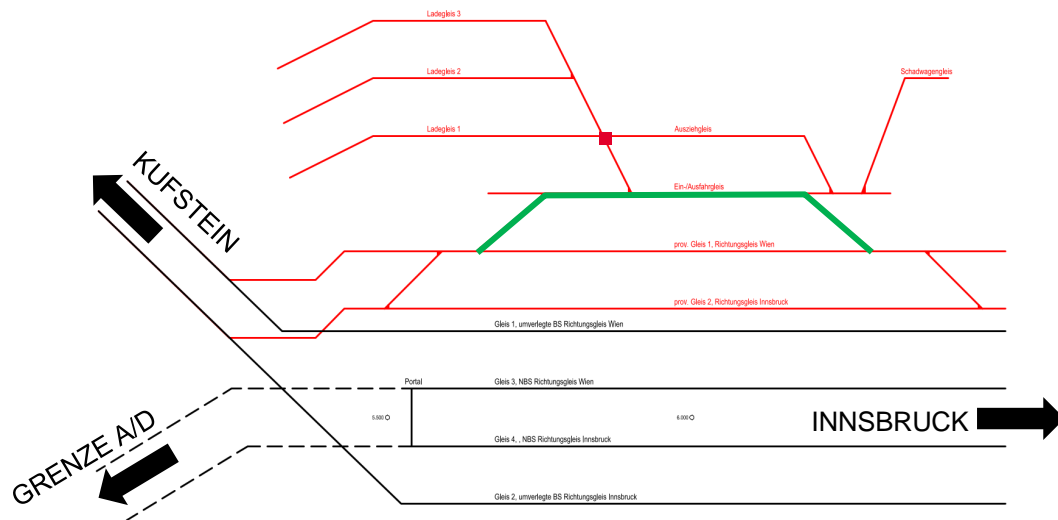 Ladegleis 3
Ladegleis 2
Schadwagengleis
Ladegleis 1
Ausziehgleis
KUFSTEIN
Ein-/Ausfahrgleis
prov. Gleis 1, Richtungsgleis Wien
prov. Gleis 2, Richtungsgleis Innsbruck
Gleis 1, umverlegte BS Richtungsgleis Wien
Portal
Gleis 3, NBS Richtungsgleis Wien
5.500
6.000
INNSBRUCK
GRENZE A/D
Gleis 4, , NBS Richtungsgleis Innsbruck
Gleis 2, umverlegte BS Richtungsgleis Innsbruck